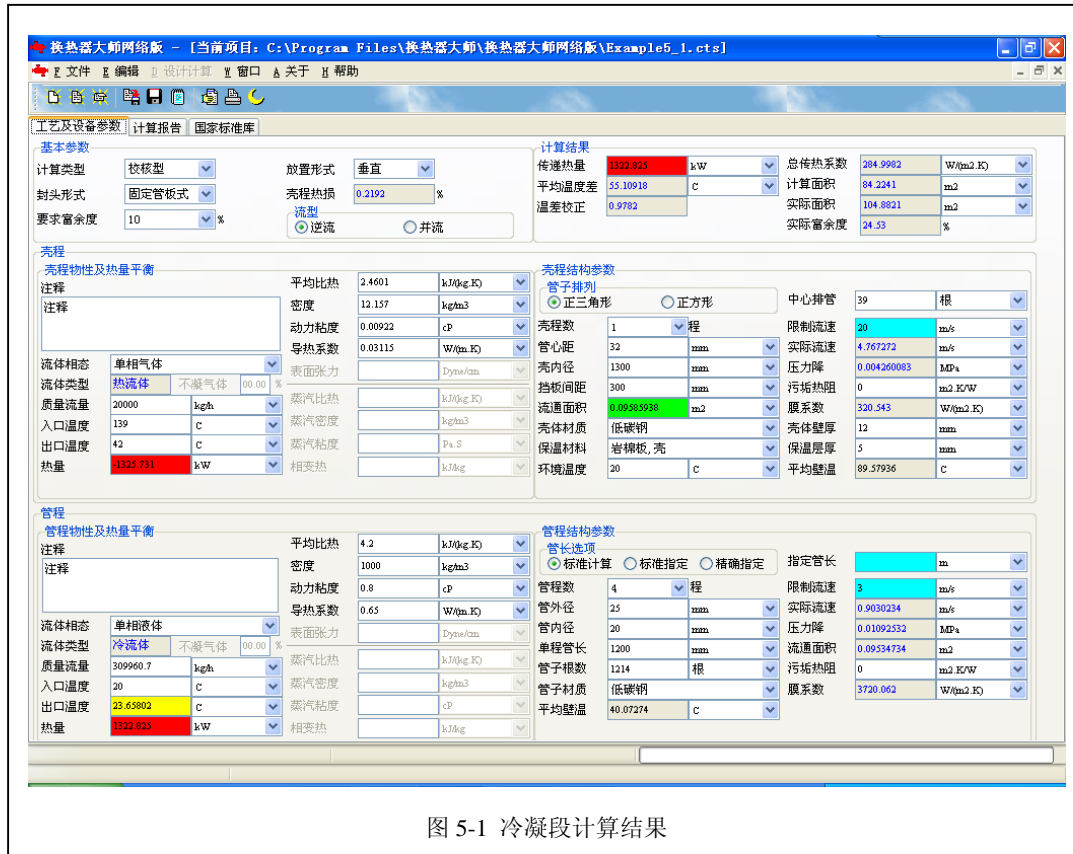 换热器大师网络版 - [当前项目: C:\Program Files\换热器大师\换热器大师网络版\Example5_1.cts]
F 文件 E 编辑 D 设计计算 W 窗口 A 关于 H 帮助
工艺及设备参数 计算报告 国家标准库
基本参数
计算类型 校核型 放置形式 垂直
封头形式 固定管板式 壳程热损 0.2192 %
要求富余度 10 % 流型
逆流 并流
计算结果
传递热量 1322.825 kW 总传热系数 284.9982 W/(m2.K)
平均温度差 55.10918 C 计算面积 84.2241 m2
温差校正 0.9782 实际面积 104.8821 m2
实际富余度 24.53 %
壳程
壳程物性及热量平衡
注释
注释
流体相态 单相气体
流体类型 热流体 不凝气体 00.00 %
质量流量 20000 kg/h
入口温度 139 C
出口温度 42 C
热量 -1325.731 kW
平均比热 2.4601 kJ/(kg.K)
密度 12.157 kg/m3
动力粘度 0.00922 cP
导热系数 0.03115 W/(m.K)
表面张力 Dyne/cm
蒸汽比热 kJ/(kg.K)
蒸汽密度 kg/m3
蒸汽粘度 Pa.S
相变热 kJ/kg
壳程结构参数
管子排列
正三角形 正方形 中心排管 39 根
壳程数 1 程 限制流速 20 m/s
管心距 32 mm 实际流速 4.767272 m/s
壳内径 1300 mm 压力降 0.004260083 MPa
挡板间距 300 mm 污垢热阻 0 m2.K/W
流通面积 0.09585938 m2 膜系数 320.543 W/(m2.K)
壳体材质 低碳钢 壳体壁厚 12 mm
保温材料 岩棉板,壳 保温层厚 5 mm
环境温度 20 C 平均壁温 89.57936 C
管程
管程物性及热量平衡
注释
注释
流体相态 单相液体
流体类型 冷流体 不凝气体 00.00 %
质量流量 309960.7 kg/h
入口温度 20 C
出口温度 23.65802 C
热量 1322.825 kW
平均比热 4.2 kJ/(kg.K)
密度 1000 kg/m3
动力粘度 0.8 cP
导热系数 0.65 W/(m.K)
表面张力 Dyne/cm
蒸汽比热 kJ/(kg.K)
蒸汽密度 kg/m3
蒸汽粘度 cP
相变热 kJ/kg
管程结构参数
管长选项
标准计算 标准指定 精确指定 指定管长 m
管程数 4 程 限制流速 3 m/s
管外径 25 mm 实际流速 0.9030234 m/s
管内径 20 mm 压力降 0.01092532 MPa
单程管长 1200 mm 流通面积 0.09534734 m2
管子根数 1214 根 污垢热阻 0 m2.K/W
管子材质 低碳钢 膜系数 3720.062 W/(m2.K)
平均壁温 40.07274 C
图 5-1 冷凝段计算结果